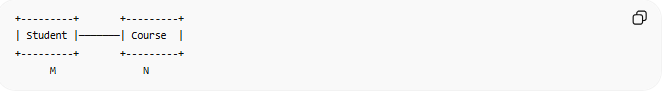 +---------+       +---------+
| Student |───────| Course  |
+---------+       +---------+
      M              N